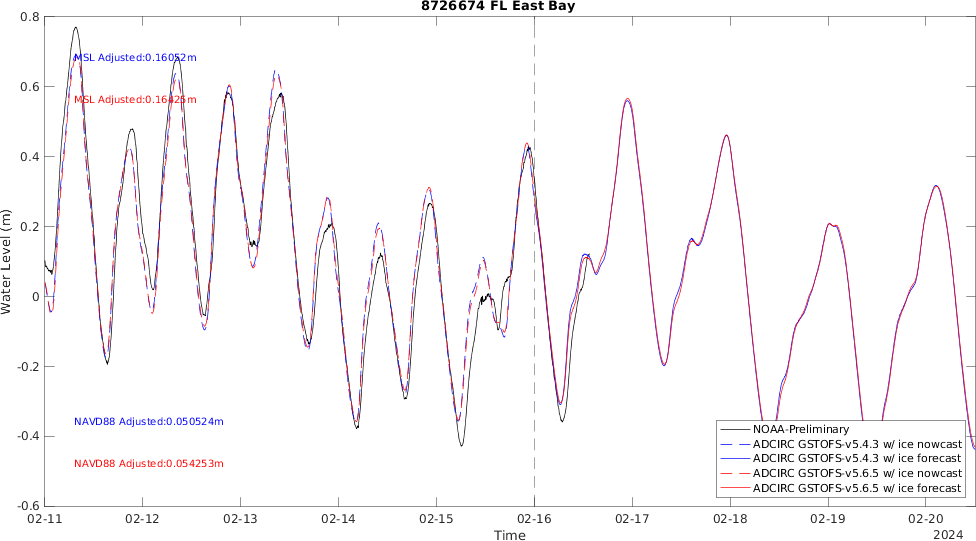 8726674 FL East Bay
0.8
0.6
0.4
0.2
0
-0.2
-0.4
-0.6
Water Level (m)
MSL Adjusted:0.16052m
MSL Adjusted:0.16425m
NAVD88 Adjusted:0.050524m
NAVD88 Adjusted:0.054253m
NOAA-Preliminary
ADCIRC GSTOFS-v5.4.3 w/ ice nowcast
ADCIRC GSTOFS-v5.4.3 w/ ice forecast
ADCIRC GSTOFS-v5.6.5 w/ ice nowcast
ADCIRC GSTOFS-v5.6.5 w/ ice forecast
02-11 02-12 02-13 02-14 02-15 02-16 02-17 02-18 02-19 02-20
Time
2024